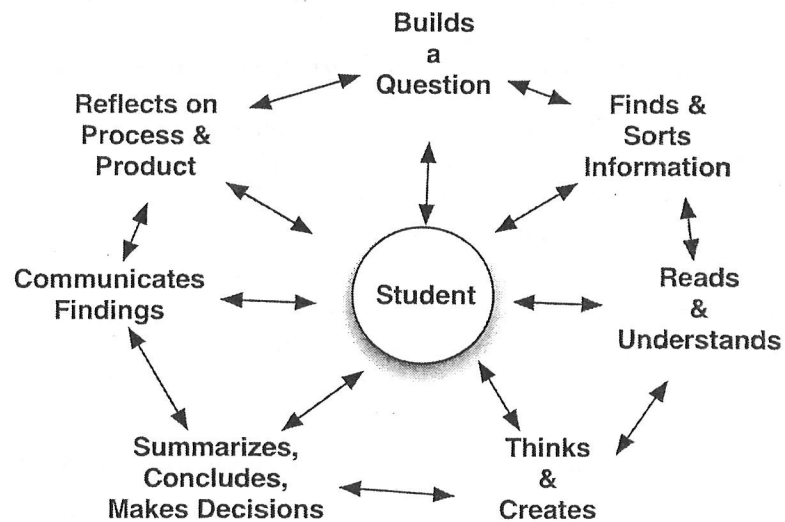 Builds
a
Question
Finds &
Sorts
Information
Reads
&
Understands
Thinks
&
Creates
Summarizes,
Concludes,
Makes Decisions
Communicates
Findings
Reflects on
Process &
Product
Student